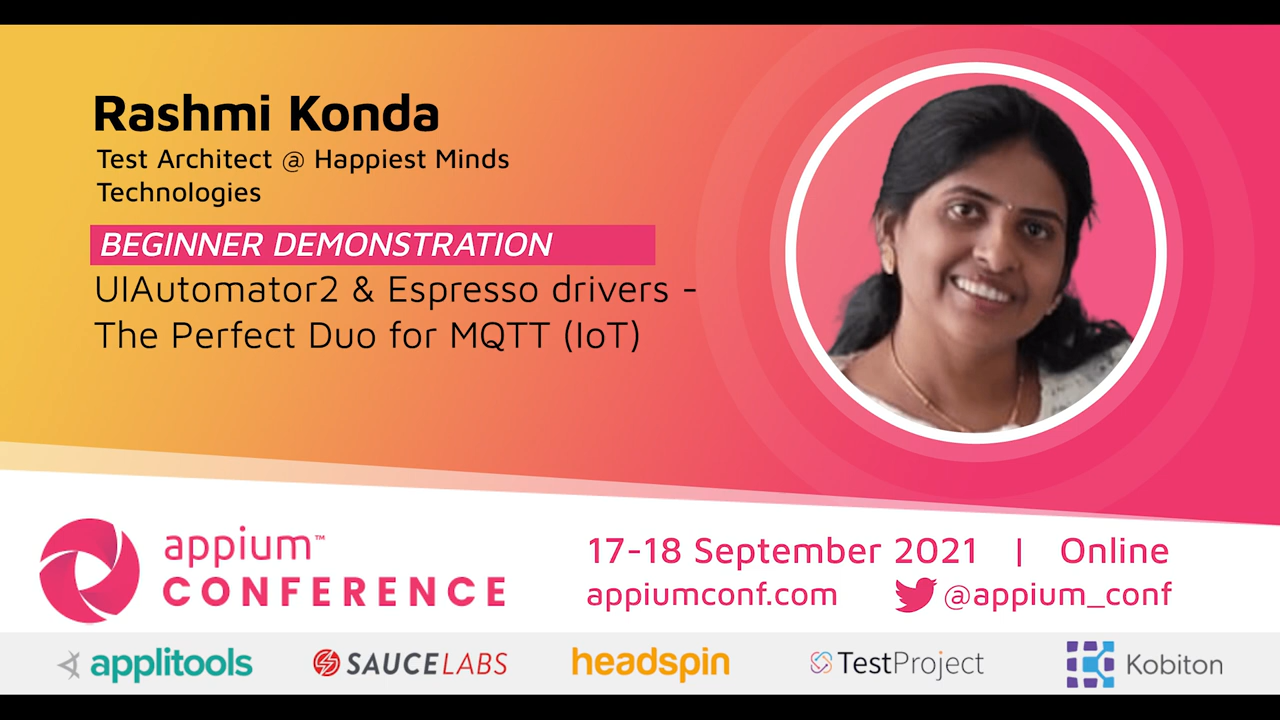 Rashmi Konda
Test Architect @ Happiest Minds
Technologies
BEGINNER DEMONSTRATION
UIAutomator2 & Espresso drivers -
The Perfect Duo for MQTT (IoT)
appium™
CONFERENCE
17-18 September 2021 | Online
appiumconf.com @appium_conf
applitools SAUCELABS headspin TestProject Kobiton